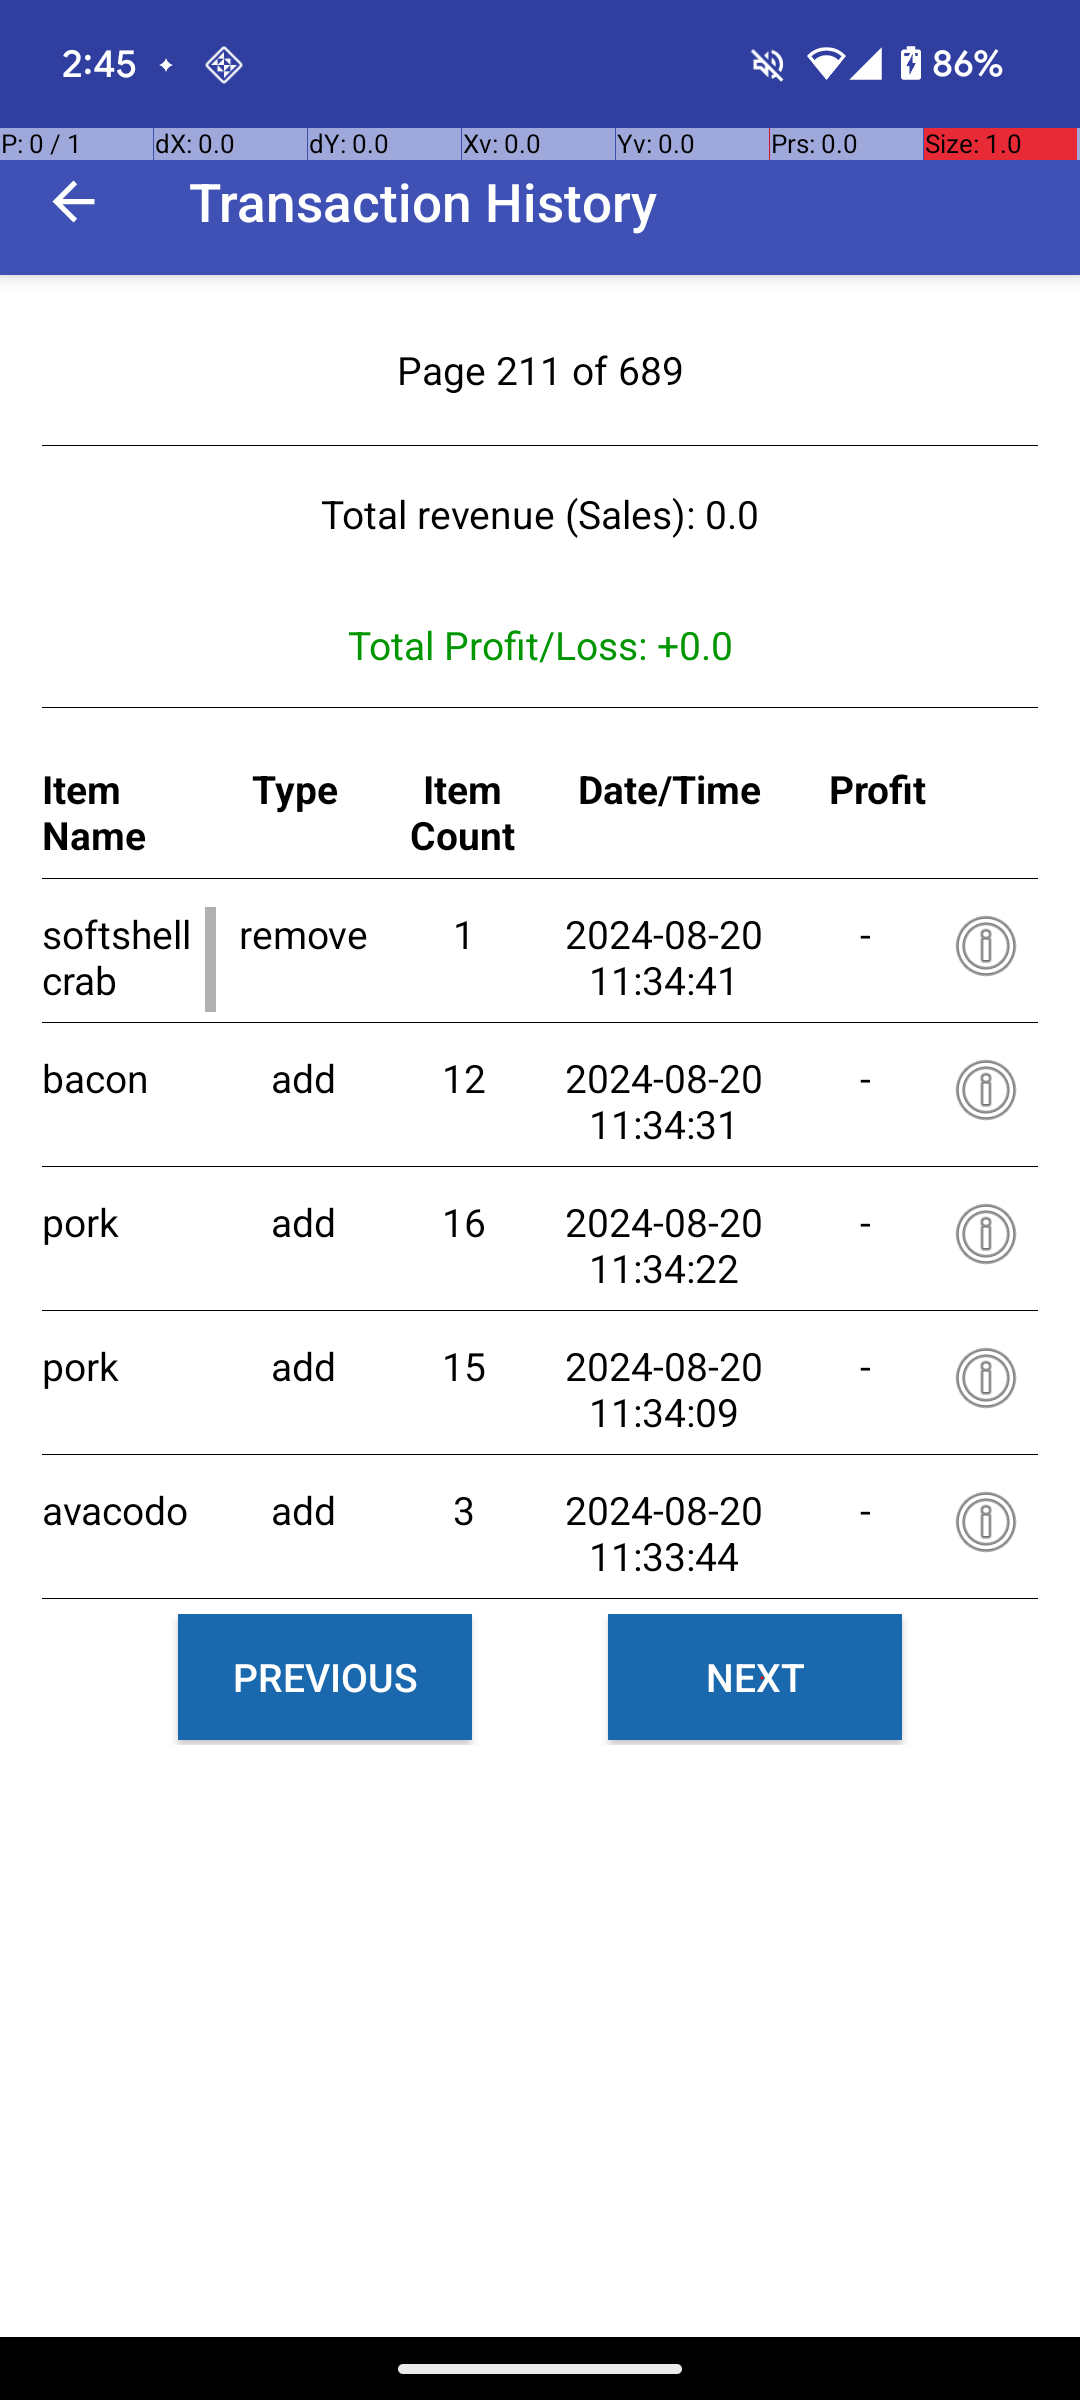 2:45
86%
P: 0 / 1 dX: 0.0 dY: 0.0 Xv: 0.0 Yv: 0.0 Prs: 0.0 Size: 1.0
Transaction History
Page 211 of 689
Total revenue (Sales): 0.0
Total Profit/Loss: +0.0
Item Name Type Item Count Date/Time Profit
softshell crab remove 1 2024-08-20 11:34:41 -
bacon add 12 2024-08-20 11:34:31 -
pork add 16 2024-08-20 11:34:22 -
pork add 15 2024-08-20 11:34:09 -
avacodo add 3 2024-08-20 11:33:44 -
PREVIOUS NEXT